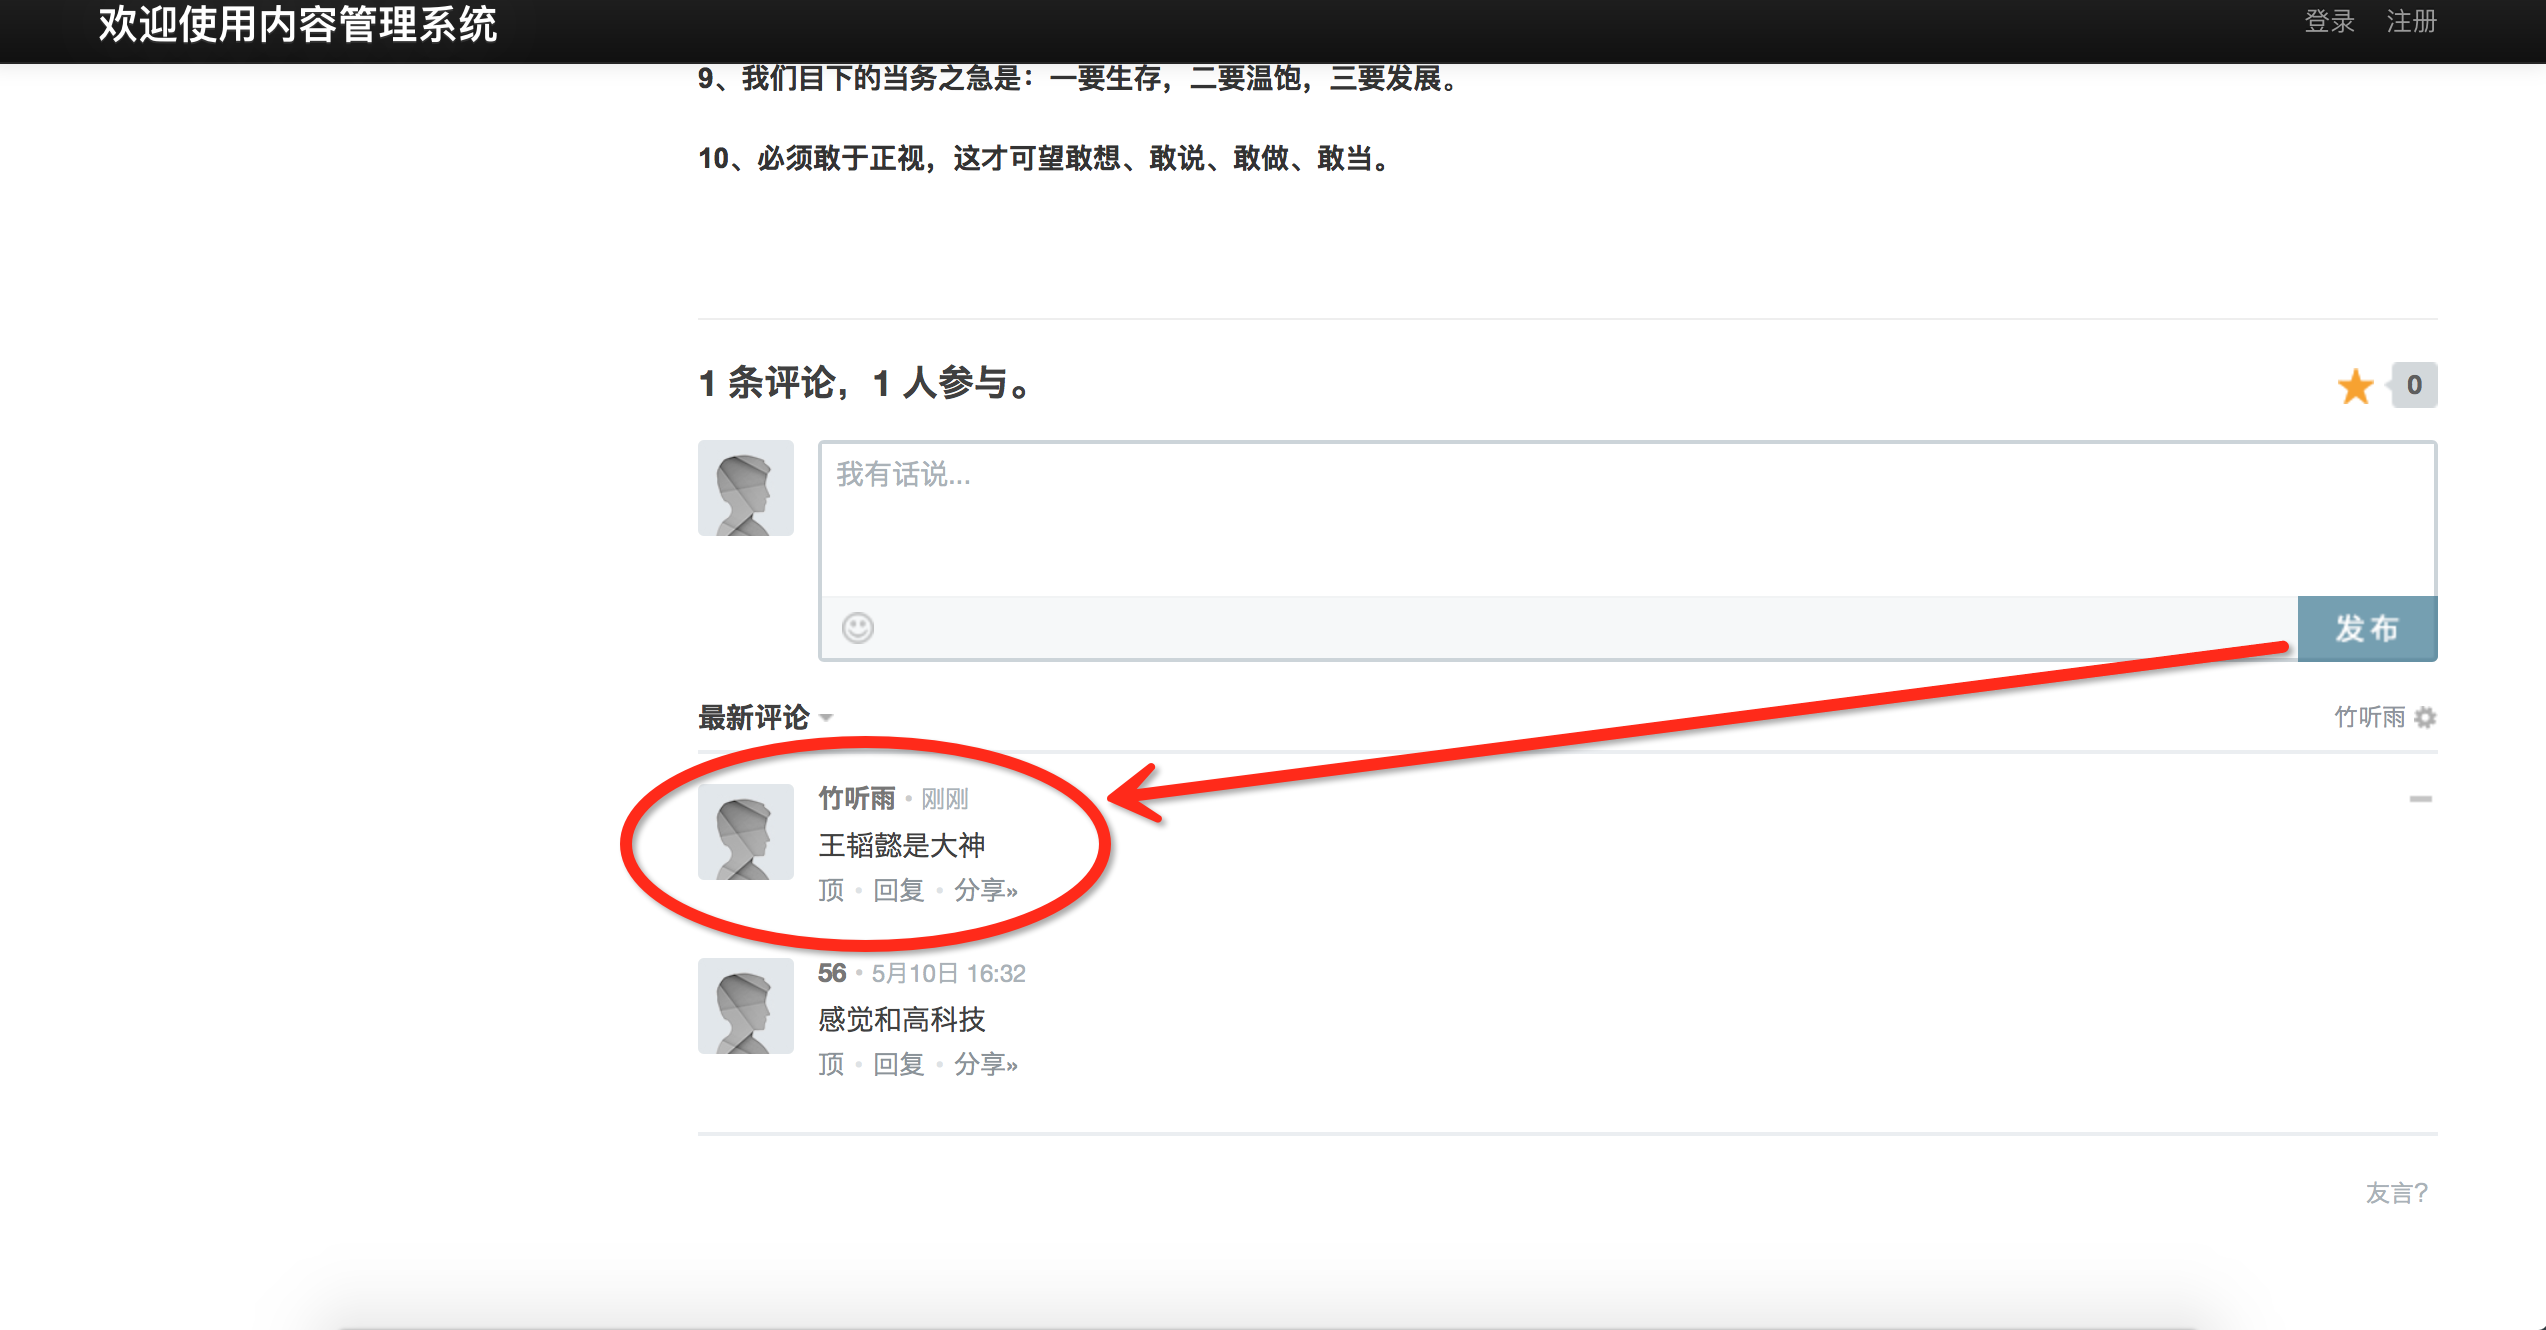 欢迎使用内容管理系统
登录 注册
9、我们目下的当务之急是：一要生存，二要温饱，三要发展。
10、必须敢于正视，这才可望敢想、敢说、敢做、敢当。
1 条评论，1 人参与。
0
我有话说...
发布
最新评论
竹听雨
竹听雨 • 刚刚
王韬懿是大神
顶 • 回复 • 分享»
56 • 5月10日 16:32
感觉和高科技
顶 • 回复 • 分享»
友言?